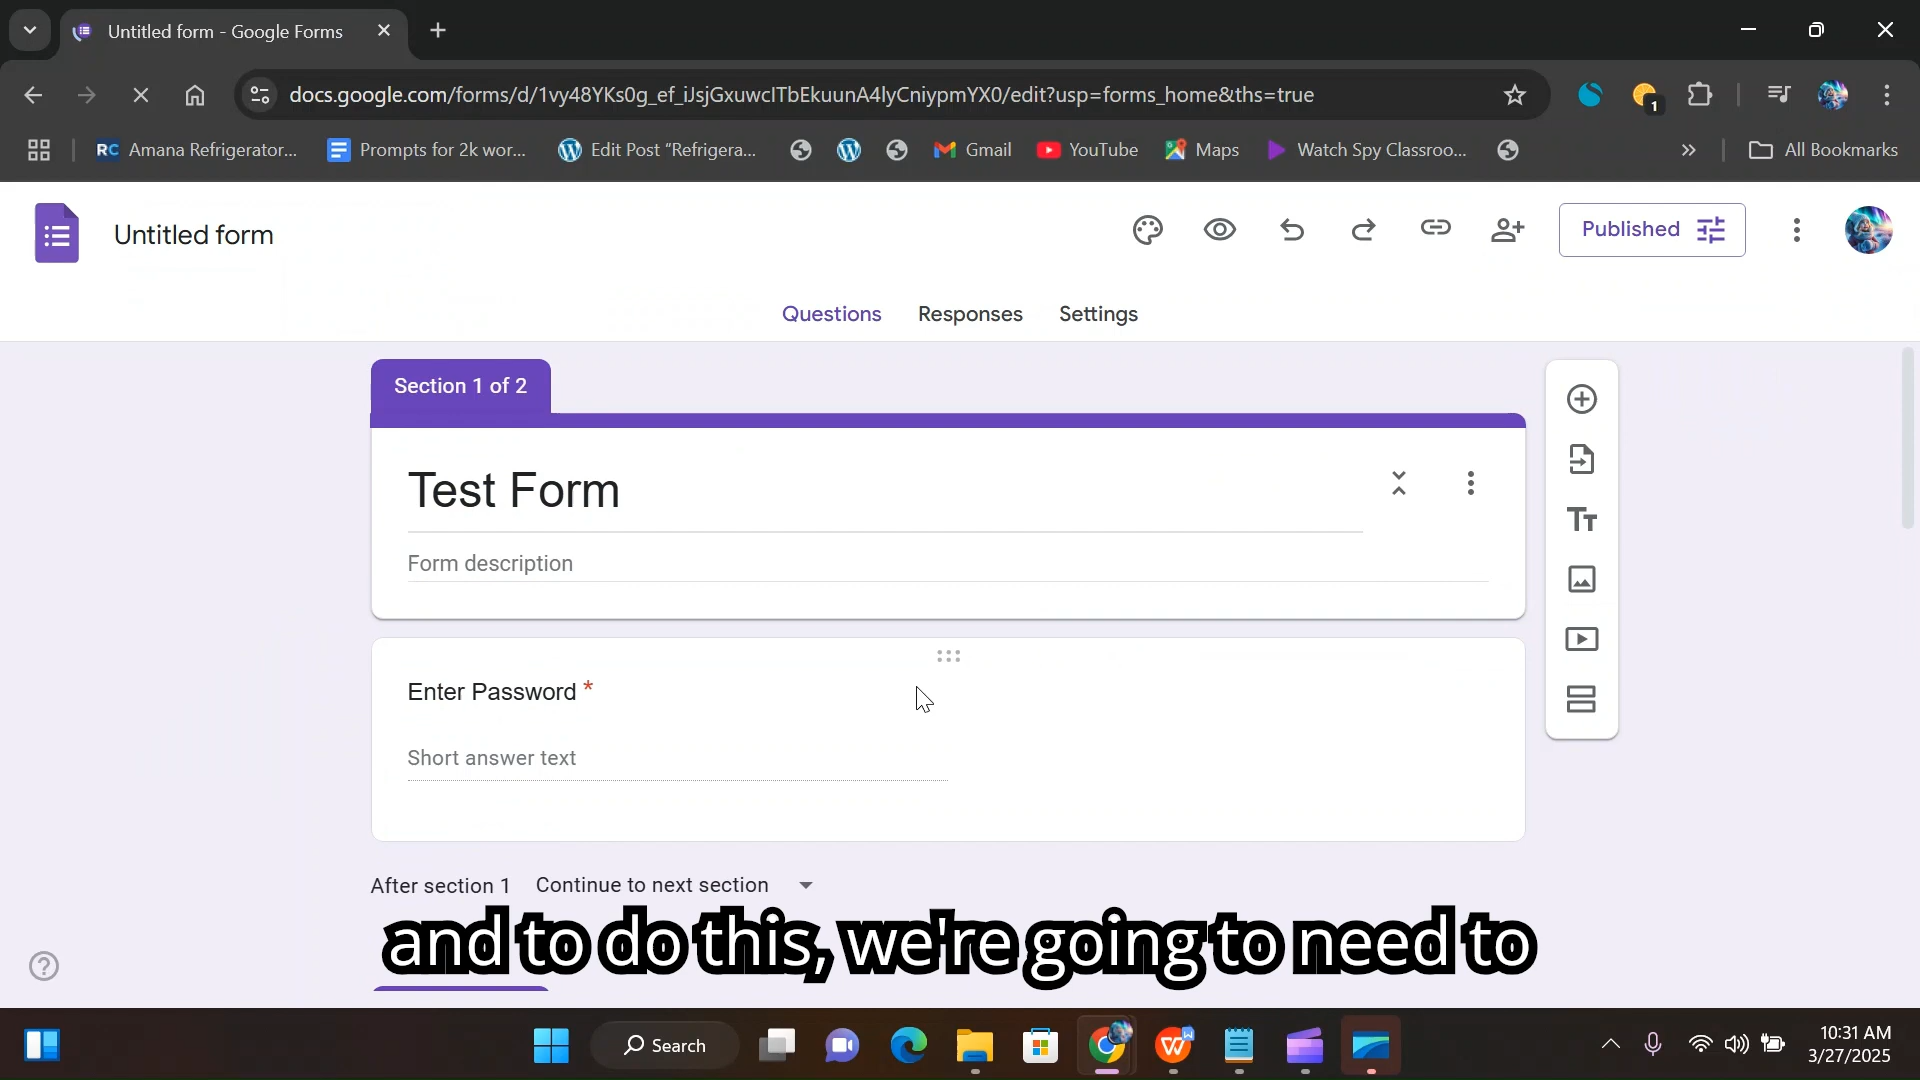 Untitled form - Google Forms
docs.google.com/forms/d/1vy48YKs0g_ef_iJsjGxuwcITbEkuunA4lyCniypmYX0/edit?usp=forms_home&ths=true
1
RC Amana Refrigerator...
Prompts for 2k wor...
Edit Post "Refrigera...
Gmail
YouTube
Maps
Watch Spy Classroo...
»
All Bookmarks
Untitled form
Published
Questions
Responses
Settings
Section 1 of 2
Test Form
Form description
Enter Password *
Short answer text
After section 1 Continue to next section
and to do this, we're going to need to
Search
10:31 AM
3/27/2025